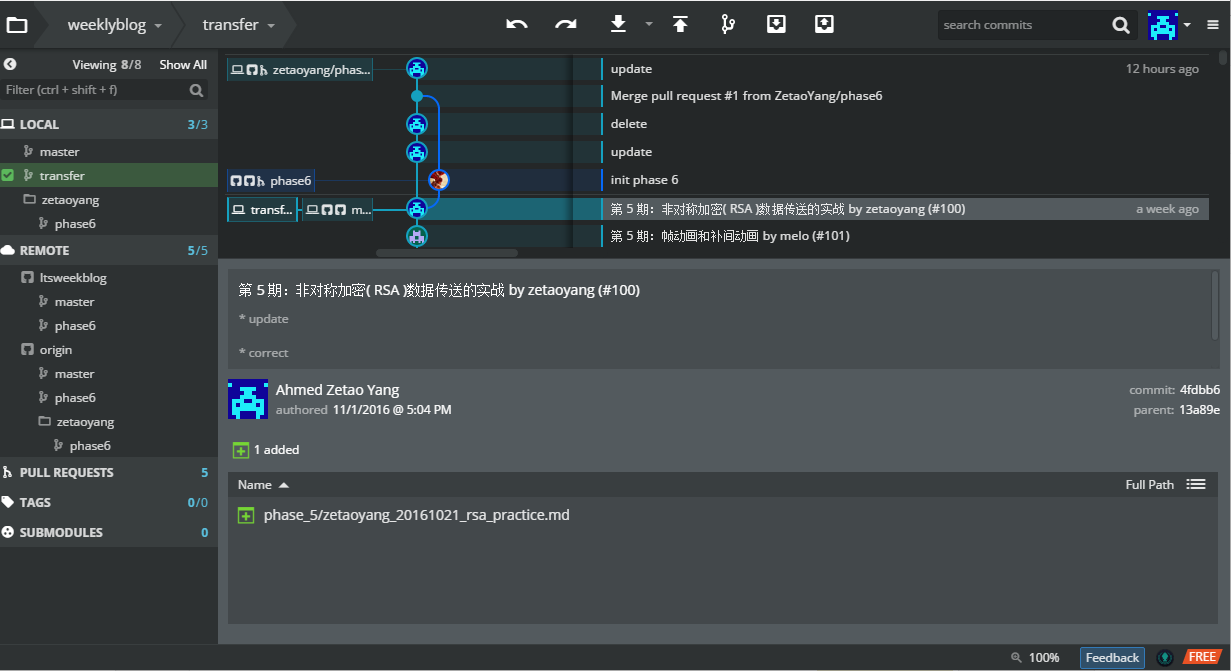 weeklyblog
transfer
search commits
Viewing 8/8 Show All
Filter (ctrl + shift + f)
LOCAL 3/3
master
transfer
zetaoyang
phase6
REMOTE 5/5
ltsweekblog
master
phase6
origin
master
phase6
zetaoyang
phase6
PULL REQUESTS 5
TAGS 0/0
SUBMODULES 0
zetaoyang/phas... update 12 hours ago
Merge pull request #1 from ZetaoYang/phase6
delete
update
phase6 init phase 6
transf... m... 第 5 期：非对称加密( RSA )数据传送的实战 by zetaoyang (#100) a week ago
第 5 期：帧动画和补间动画 by melo (#101)
第 5 期：非对称加密( RSA )数据传送的实战 by zetaoyang (#100)
* update
* correct
Ahmed Zetao Yang
authored 11/1/2016 @ 5:04 PM
commit: 4fdbb6
parent: 13a89e
1 added
Name Full Path
phase_5/zetaoyang_20161021_rsa_practice.md
100% Feedback FREE